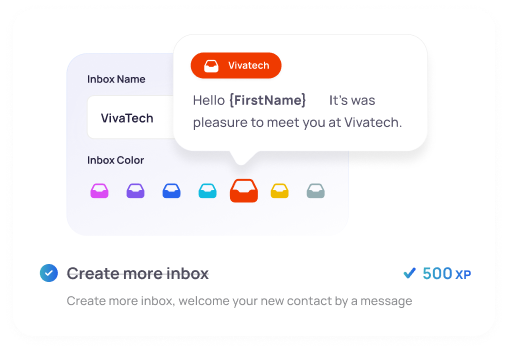 Inbox Name
VivaTech
Vivatech
Hello {FirstName} It's was
pleasure to meet you at Vivatech.
Inbox Color
Create more inbox
500 XP
Create more inbox, welcome your new contact by a message